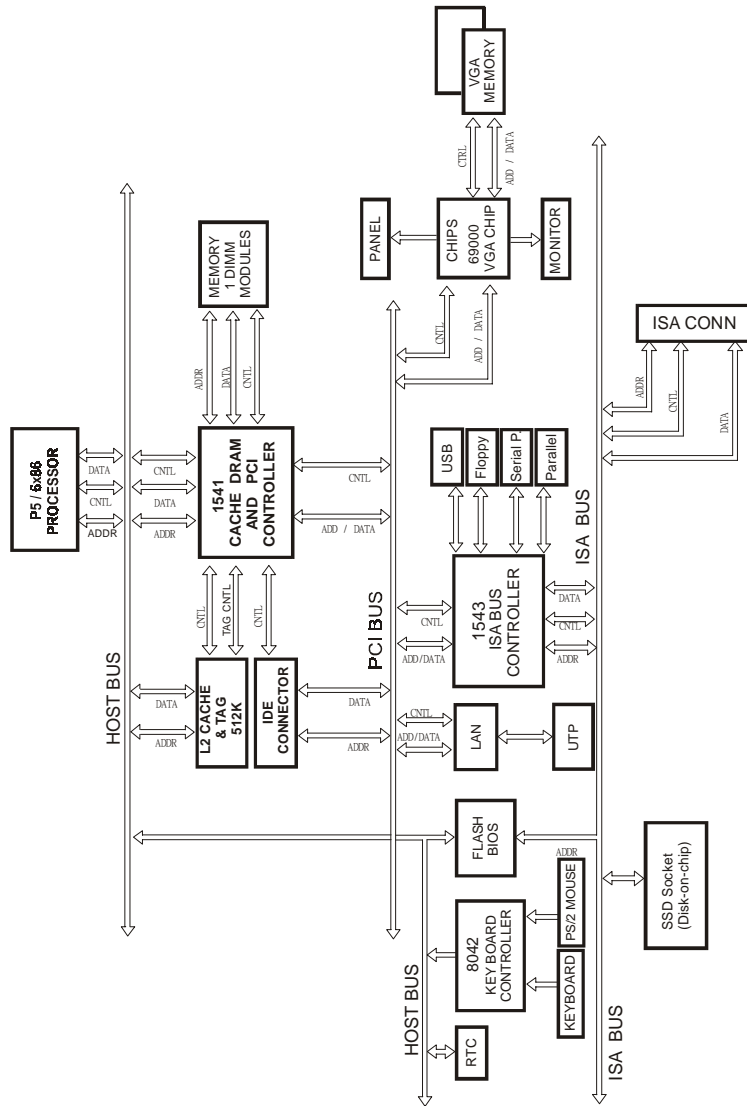 P5 / 6x86
PROCESSOR
ADDR
CNTL
DATA
HOST BUS
ADDR
DATA
ADDR
DATA
CNTL
L2 CACHE
& TAG
512K
CNTL
TAG CNTL
CNTL
IDE
CONNECTOR
1541
CACHE DRAM
AND PCI
CONTROLLER
ADDR
DATA
CNTL
MEMORY
1 DIMM
MODULES
ADDR
DATA
ADD / DATA
CNTL
PCI BUS
PANEL
CNTL
ADD / DATA
CHIPS
69000
VGA CHIP
CTRL
ADD / DATA
VGA
MEMORY
MONITOR
HOST BUS
RTC
8042
KEY BOARD
CONTROLLER
KEYBOARD
PS/2 MOUSE
FLASH
BIOS
ADDR
ADD/DATA
CNTL
LAN
UTP
ADD/DATA
CNTL
1543
ISA BUS
CONTROLLER
USB
Floppy
Serial P.
Parallel
ADDR
CNTL
DATA
ISA BUS
ISA BUS
SSD Socket
(Disk-on-chip)
ADDR
CNTL
DATA
ISA CONN